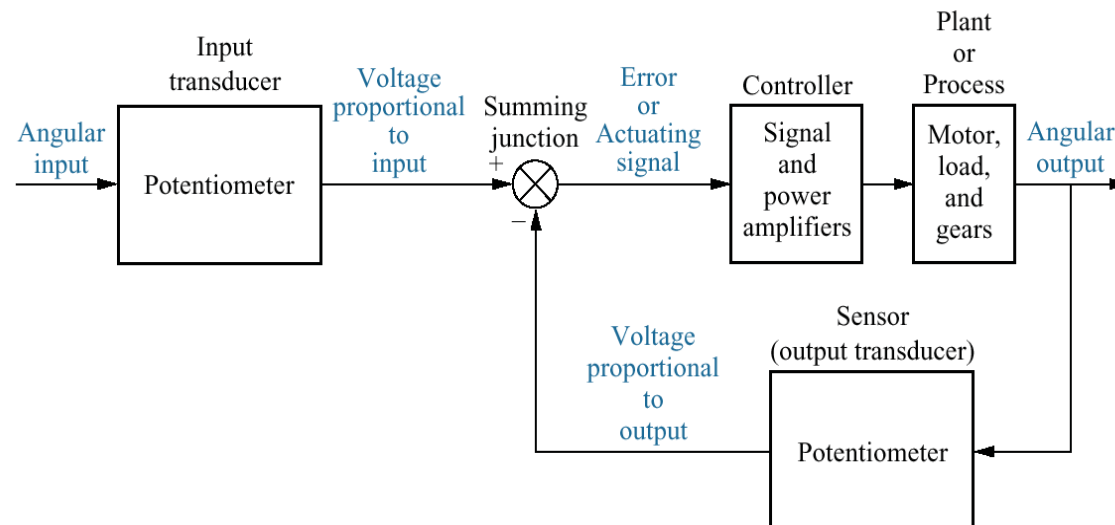 Input
transducer
Angular
input
Potentiometer
Voltage
proportional
to
input
Summing
junction
+
−
Error
or
Actuating
signal
Controller
Signal
and
power
amplifiers
Plant
or
Process
Motor,
load,
and
gears
Angular
output
Sensor
(output transducer)
Potentiometer
Voltage
proportional
to
output